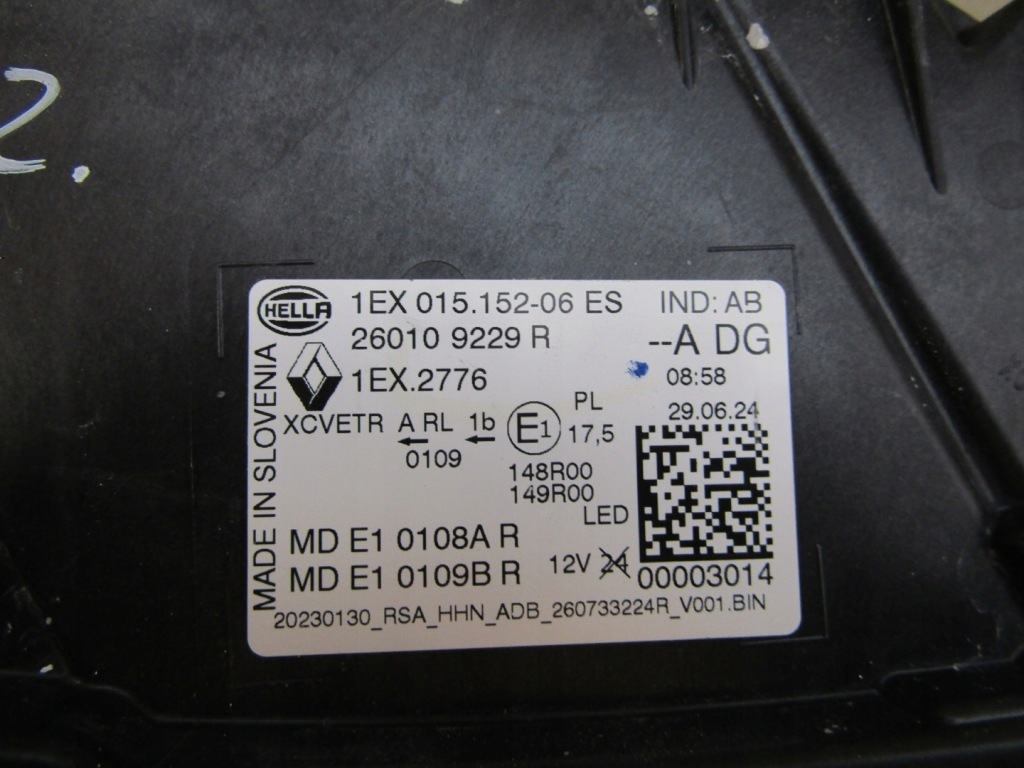 2.
HELLA 1EX 015.152-06 ES IND: AB
26010 9229 R --A DG
1EX.2776 08:58
29.06.24
XCVETR A RL 1b E1 PL
17,5
0109
148R00
149R00
LED
MADE IN SLOVENIA
MD E1 0108A R
MD E1 0109B R 12V 24 00003014
20230130_RSA_HHN_ADB_260733224R_V001.BIN